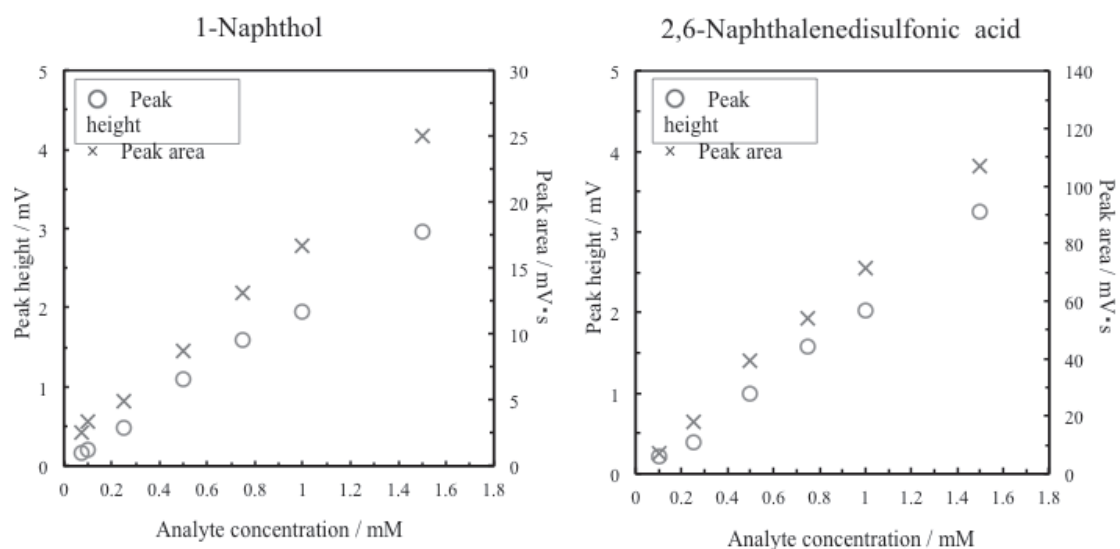 1-Naphthol
5
4
3
2
1
0
Peak height / mV
○ Peak
height
× Peak area
30
25
20
15
10
5
0
Peak area / mV・s
0 0.2 0.4 0.6 0.8 1 1.2 1.4 1.6 1.8
Analyte concentration / mM
2,6-Naphthalenedisulfonic acid
5
4
3
2
1
0
Peak height / mV
○ Peak
height
× Peak area
140
120
100
80
60
40
20
0
Peak area / mV・s
0 0.2 0.4 0.6 0.8 1 1.2 1.4 1.6 1.8
Analyte concentration / mM